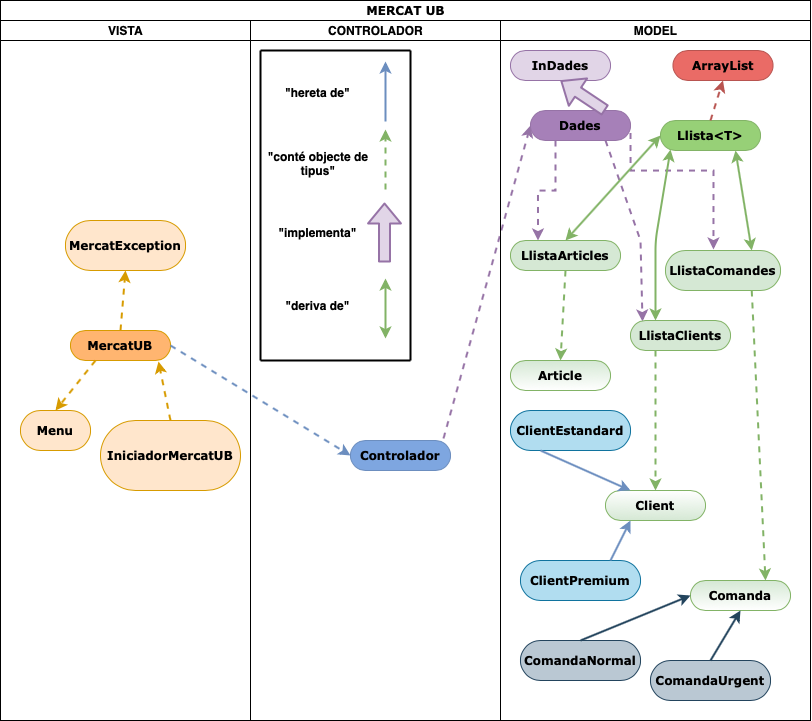 MERCAT UB
VISTA
CONTROLADOR
MODEL
MercatException
MercatUB
Menu
IniciadorMercatUB
"hereta de"
"conté objecte de
tipus"
"implementa"
"deriva de"
Controlador
InDades
ArrayList
Dades
Llista<T>
LlistaArticles
LlistaComandes
LlistaClients
Article
ClientEstandard
Client
ClientPremium
Comanda
ComandaNormal
ComandaUrgent